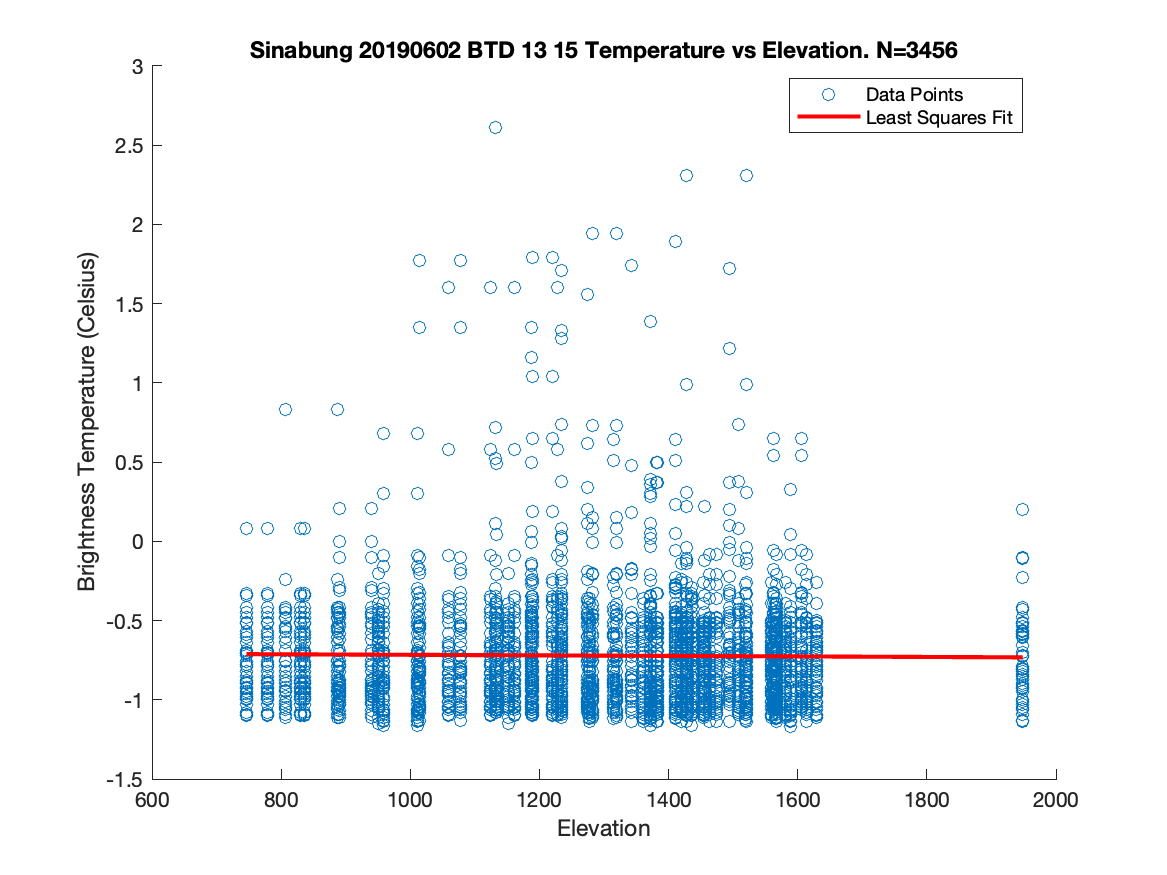 Sinabung 20190602 BTD 13 15 Temperature vs Elevation. N=3456
Data Points
Least Squares Fit
3
2.5
2
1.5
1
0.5
0
-0.5
-1
-1.5
Brightness Temperature (Celsius)
600 800 1000 1200 1400 1600 1800 2000
Elevation